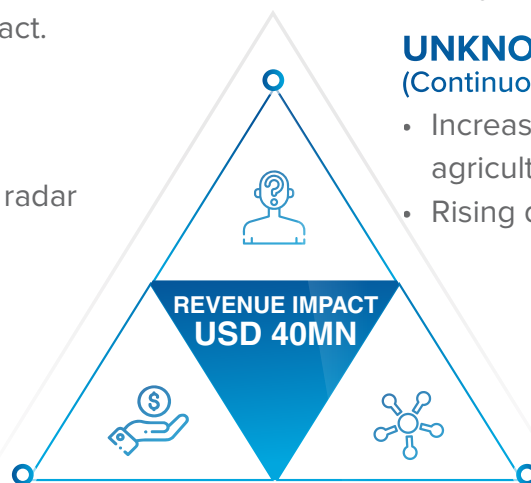 act.
UNKNO
(Continuo
• Increas
agricult
radar
• Rising
REVENUE IMPACT
USD 40MN